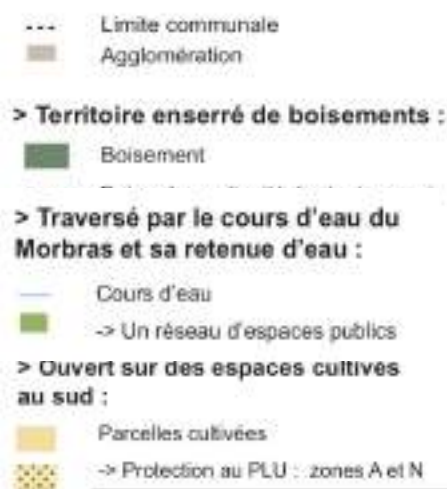 Limite communale
Agglomération
> Territoire enserré de boisements :
Boisement
> Traversé par le cours d'eau du
Morbras et sa retenue d'eau :
Cours d'eau
-> Un réseau d'espaces publics
> Ouvert sur des espaces cultivés
au sud :
Parcelles cultivées
-> Protection au PLU : zones A et N